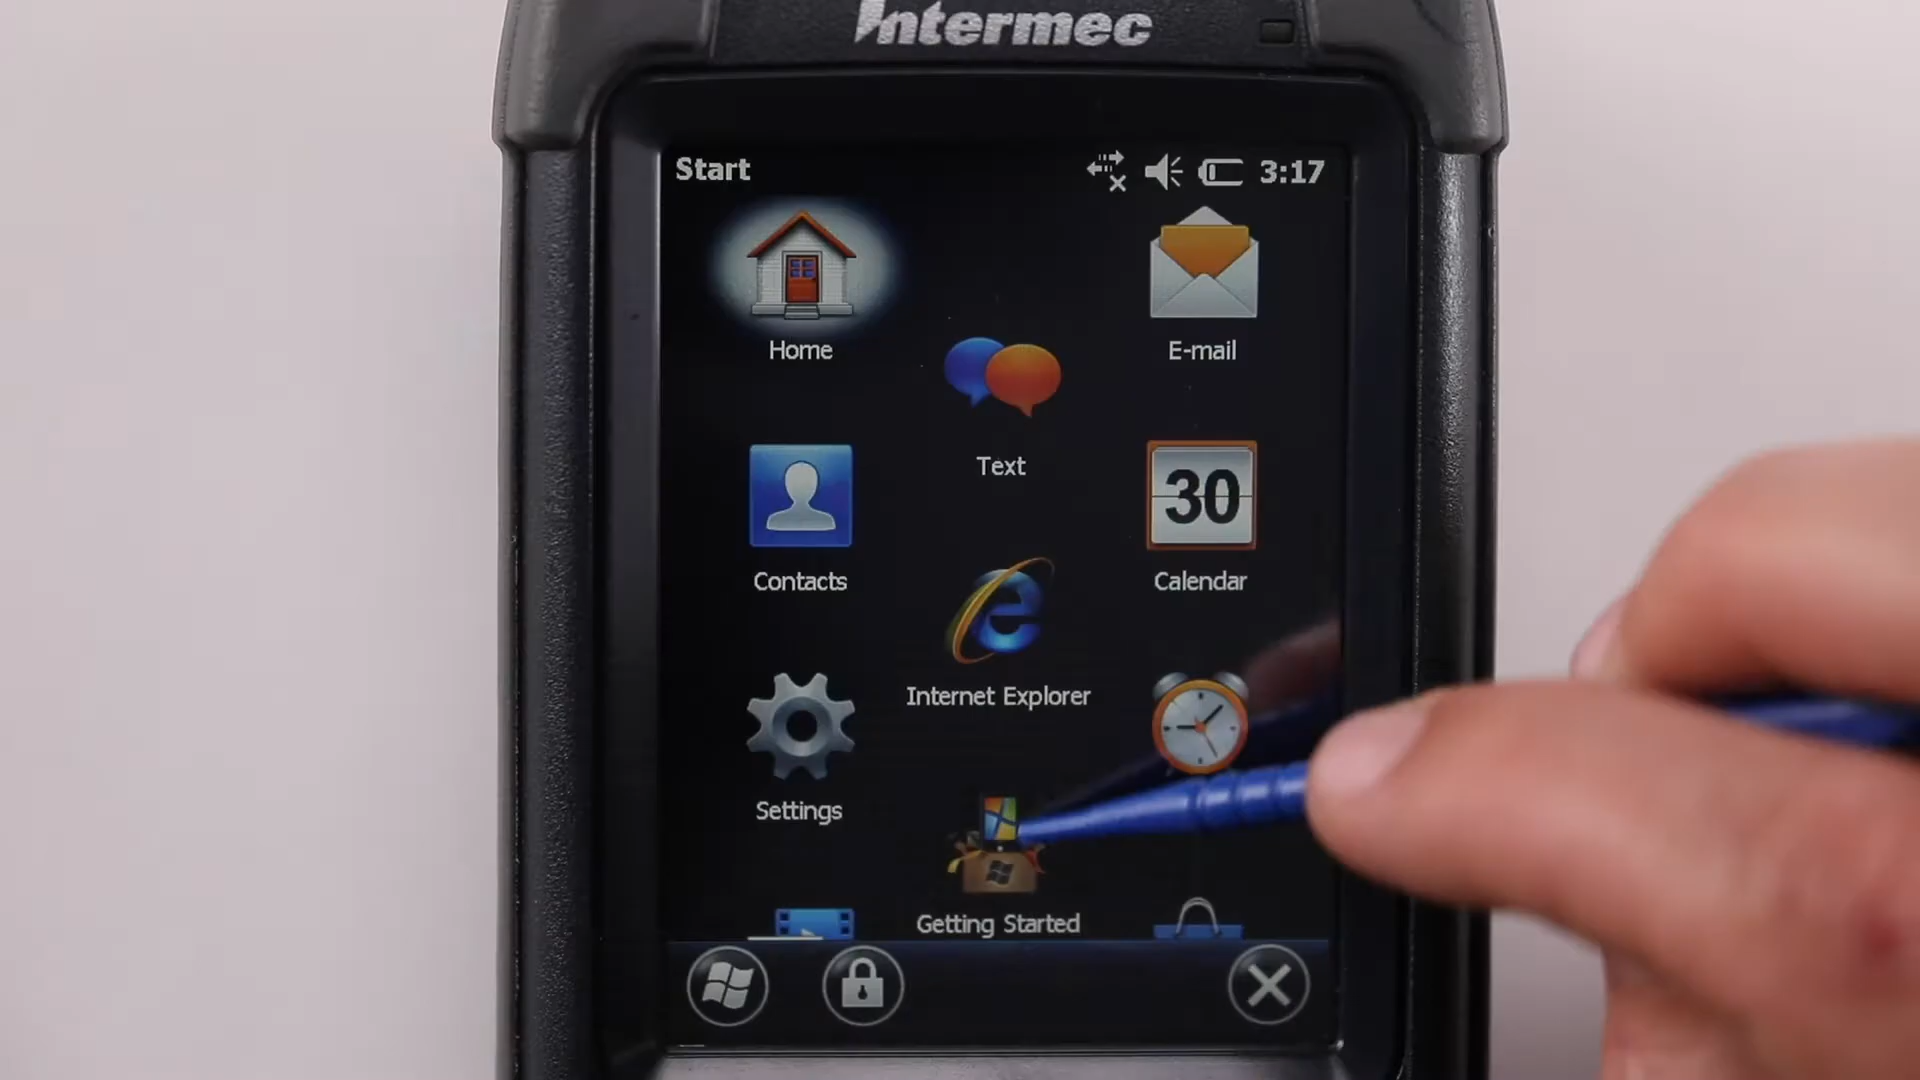 Intermec
Start
3:17
Home
E-mail
Text
30
Contacts
Calendar
Internet Explorer
Settings
Getting Started